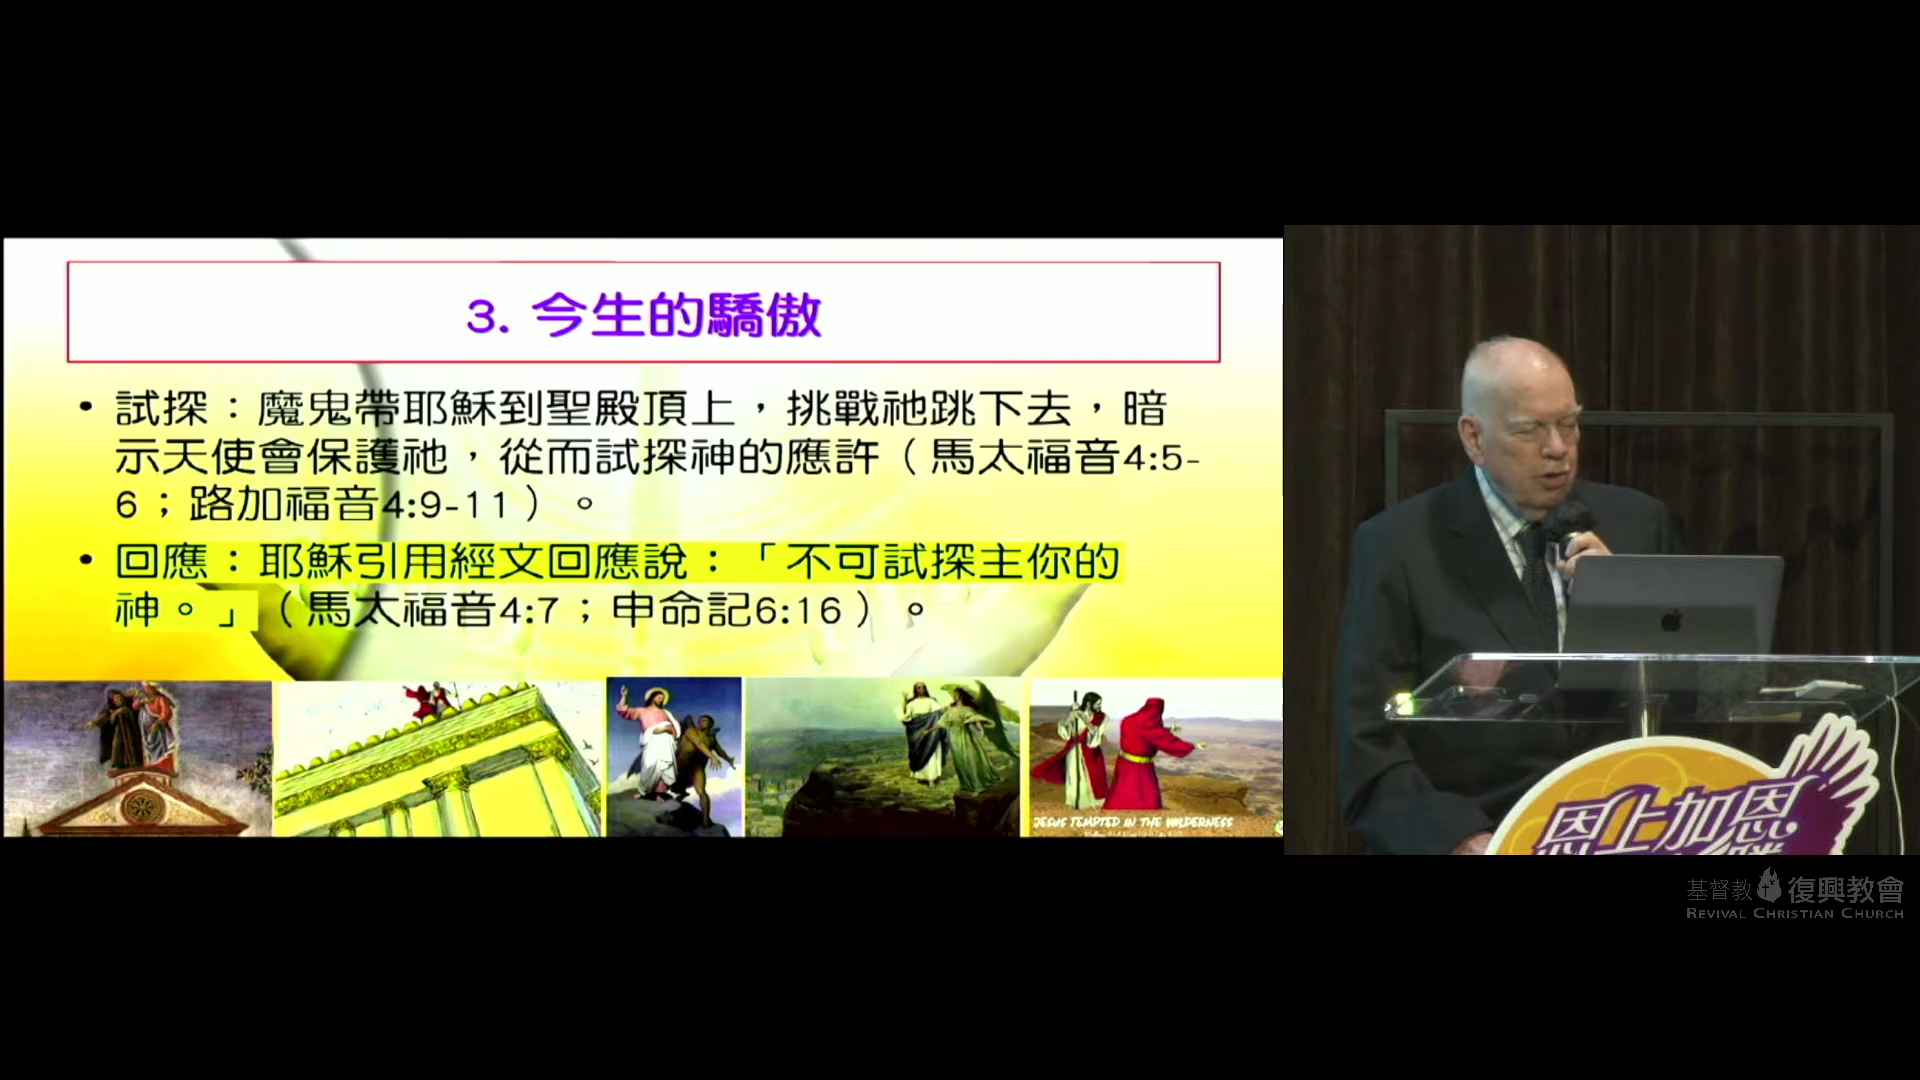 3. 今生的驕傲
• 試探：魔鬼帶耶穌到聖殿頂上，挑戰祂跳下去，暗
示天使會保護祂，從而試探神的應許（馬太福音4:5-
6；路加福音4:9-11）。
• 回應：耶穌引用經文回應說：「不可試探主你的
神。」（馬太福音4:7；申命記6:16）。
JESUS TEMPTED IN THE WILDERNESS
恩上加恩
基督教 復興教會
REVIVAL CHRISTIAN CHURCH